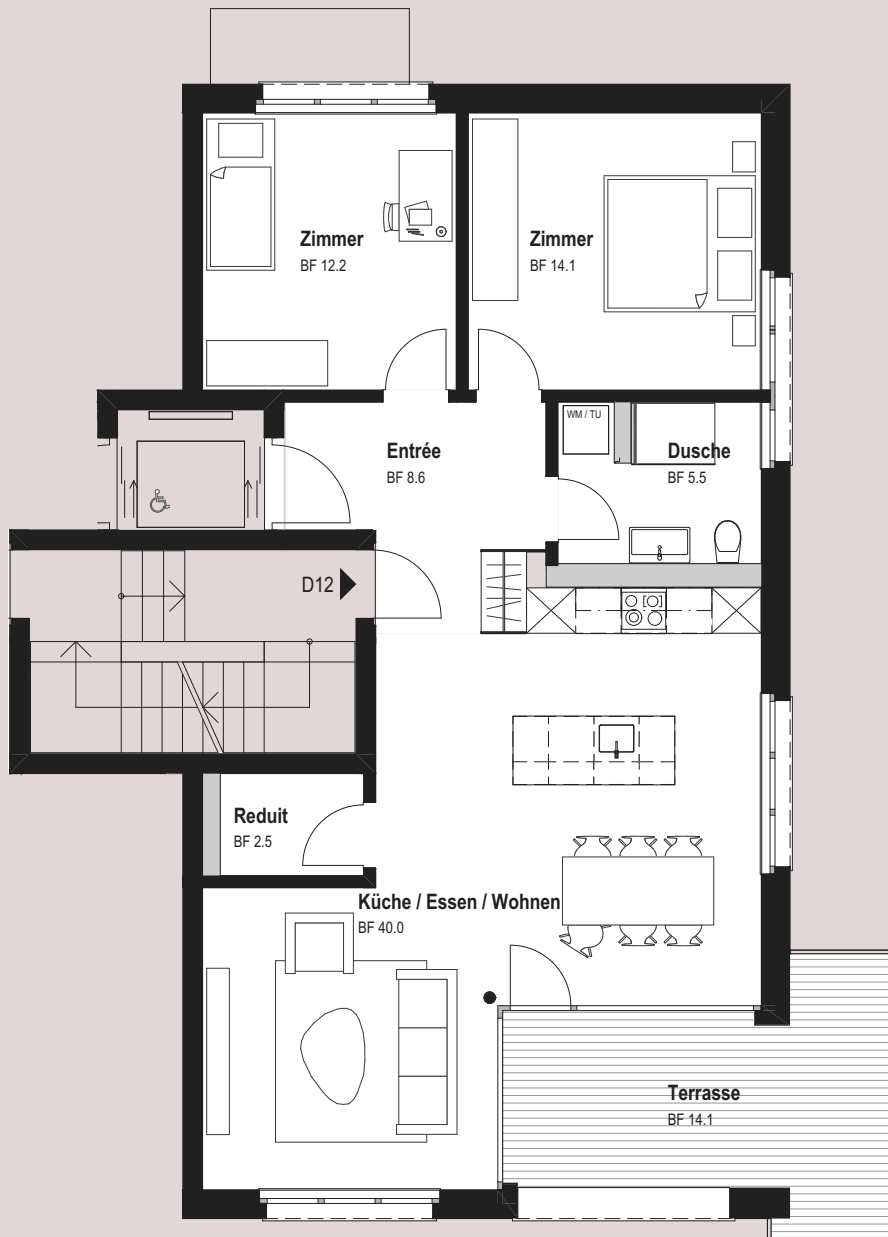 Zimmer
BF 12.2
Zimmer
BF 14.1
WM / TU
Entrée
BF 8.6
Dusche
BF 5.5
D12
Reduit
BF 2.5
Küche / Essen / Wohnen
BF 40.0
Terrasse
BF 14.1